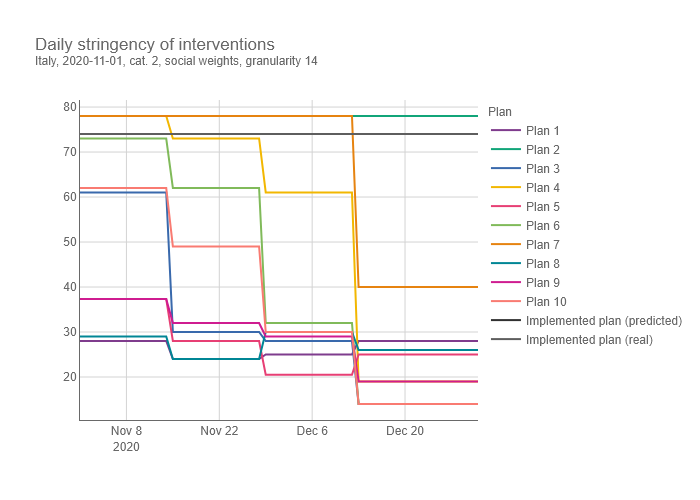 Daily stringency of interventions
Italy, 2020-11-01, cat. 2, social weights, granularity 14
80
70
60
50
40
30
20
Nov 8
2020
Nov 22
Dec 6
Dec 20
Plan
Plan 1
Plan 2
Plan 3
Plan 4
Plan 5
Plan 6
Plan 7
Plan 8
Plan 9
Plan 10
Implemented plan (predicted)
Implemented plan (real)